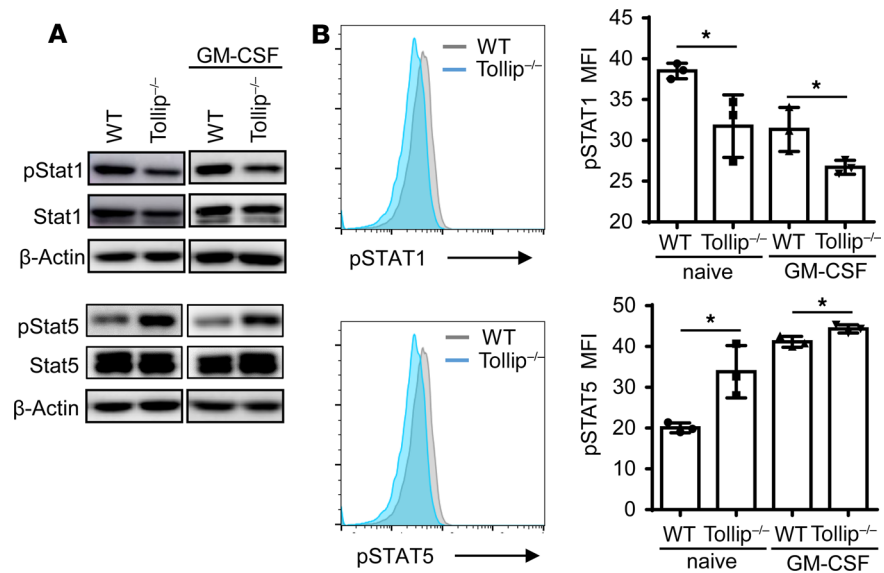 A
GM-CSF
WT
Tollip–/–
WT
Tollip–/–
pStat1
Stat1
β-Actin
pStat5
Stat5
β-Actin
B
WT
Tollip–/–
pSTAT1
pSTAT1 MFI
45
40
35
30
25
20
*
*
WT Tollip–/– WT Tollip–/–
naive GM-CSF
WT
Tollip–/–
pSTAT5
pSTAT5 MFI
50
40
30
20
10
0
*
*
WT Tollip–/– WT Tollip–/–
naive GM-CSF